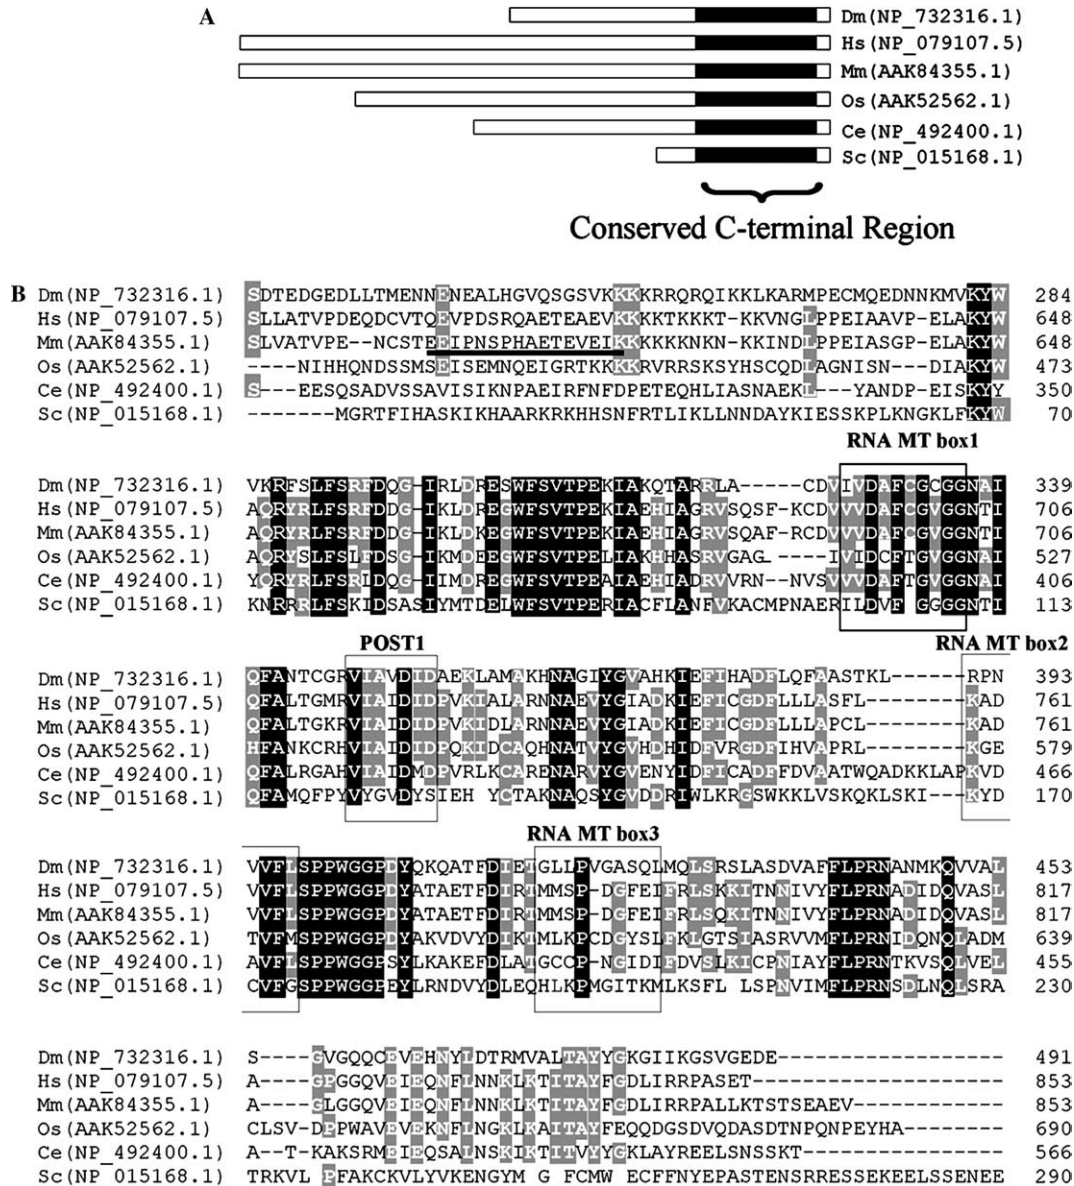 A
Dm(NP_732316.1)
Hs(NP_079107.5)
Mm(AAK84355.1)
Os(AAK52562.1)
Ce(NP_492400.1)
Sc(NP_015168.1)
Conserved C-terminal Region
B Dm(NP_732316.1) SDTEDGEDLLTMENNENEALHGVQSGSVKKKKRRQRQIKKLKARMPECMQEDNNKMVKYW 284
Hs(NP_079107.5) SLLATVPDEQDCVTQEVPDSRQAETEAEVKKKKTKKKT-KKVNGLPPEIAAVP-ELAKYW 648
Mm(AAK84355.1) SLVATVPE--NCSTEEIPNSPHAETEVEIKKKKKKNKN-KKINDLPPEIASGP-ELAKYW 648
Os(AAK52562.1) ---NIHHQNDSSMSEISEMNQEIGRTKKKKRVRRSKSYHSCQDLAGNISN---DIAKYW 473
Ce(NP_492400.1) S---EESQSADVSSAVISIKNPAEIRFNFDPETEQHLIASNAEKL---YANDP-EISKYY 350
Sc(NP_015168.1) ------MGRTFIHASKIKHAARKRKHHSNFRTLIKLLNNDAYKIESSKPLKNGKLFKYW 70
RNA MT box1
Dm(NP_732316.1) VKRFSLFSRFDQG-IRLDRESWFSVTPEKIAKQTARRLA-----CDVIVDAFCGCGGNAI 339
Hs(NP_079107.5) AQRYRLFSRFDDG-IKLDREGWFSVTPEKIAEHIAGRVSQSF-KCDVVVDAFCGVGGNTI 706
Mm(AAK84355.1) AQRYRLFSRFDDG-IKLDKEGWFSVTPEKIAEHIAGRVSQAF-RCDVVVDAFCGVGGNTI 706
Os(AAK52562.1) AQRYSLFSLFDSG-IKMDEEGWFSVTPELIAKHHASRVGAGL----IVIDCFTGVGGNAI 527
Ce(NP_492400.1) YQRYRLFSRIDQG-IIMDREGWFSVTPEAIAEHIADRVVRN--NVSVVVDAFTGVGGNAI 406
Sc(NP_015168.1) KNRRRLFSKIDSASIYMTDELWFSVTPERIACFLANFVKACMPNAERILDVF GGGGNTI 113
POST1
RNA MT box2
Dm(NP_732316.1) QFANTCGRVIAVDIDAEKLAMAKHNAGIYGVAHKIEFIHADFLQFAASTKL------RPN 393
Hs(NP_079107.5) QFALTGMRVIAIDIDPVKIALARNNAEVYGIADKIEFICGDFLLLASFL--------KAD 761
Mm(AAK84355.1) QFALTGKRVIAIDIDPVKIDLARNNAEVYGIADKIEFICGDFLLLAPCL--------KAD 761
Os(AAK52562.1) HFANKCRHVIAIDIDPQKIDCAQHNATVYGVHDHIDFVRGDFIHVAPRL--------KGE 579
Ce(NP_492400.1) QFALRGAHVIAIDMDPVRLKCARENARVYGVENYIDFICADFFDVAATWQADKKLAPKVD 466
Sc(NP_015168.1) QFAMQFPYVYGVDYSIEH YCTAKNAQSYGVDDRIWLKRGSWKKLVSKQKLSKI---KYD 170
RNA MT box3
Dm(NP_732316.1) VVFLSPPWGGPDYQKQATFDIETGLLPVGASQLMQLSRSLASDVAFFLPRNANMKQVVAL 453
Hs(NP_079107.5) VVFLSPPWGGPDYATAETFDIRTMMSP-DGFEIFRLSKKITNNIVYFLPRNADIDQVASL 817
Mm(AAK84355.1) VVFLSPPWGGPDYATAETFDIRTMMSP-DGFEIFRLSQKITNNIVYFLPRNADIDQVASL 817
Os(AAK52562.1) TVFMSPPWGGPDYAKVDVYDLKTMLKPCDGYSLFKLGTSIASRVVMFLPRNIDQNQLADM 639
Ce(NP_492400.1) AVFLSPPWGGPSYLKAKEFDLATGCCPNGIDIFDVSLKICPNIAYFLPRNTKVSQLVEL 455
Sc(NP_015168.1) CVFGSPPWGGPEYLRNDVYDLEQHLKPMGITKMLKSFL LSPNVIMFLPRNSDLNQLSRA 230
Dm(NP_732316.1) S----GVGQQCEVEHNYLDTRMVALTAYYGKGIIKGSVGEDE--------------- 491
Hs(NP_079107.5) A----GPGGQVEIEQNFLNNKLKTITAYFGDLIRRPASET----------------- 853
Mm(AAK84355.1) A----GLGGQVEIEQNFLNNKLKTITAYFGDLIRRPALLKTSTSEAEV---------- 853
Os(AAK52562.1) CLSV-DPPWAVEVEKNFLNGKLKAITAYFEQQDGSDVQDASDTNPQNPEYHA------- 690
Ce(NP_492400.1) A--T-KAKSRMEIEQSALNSKIKTITVYYGKLAYREELSNSSKT-------------- 566
Sc(NP_015168.1) TRKVL PFAKCKVLYVKENGYM G FCMW ECFFNYEPASTENSRRESSKEELSSENEE 290